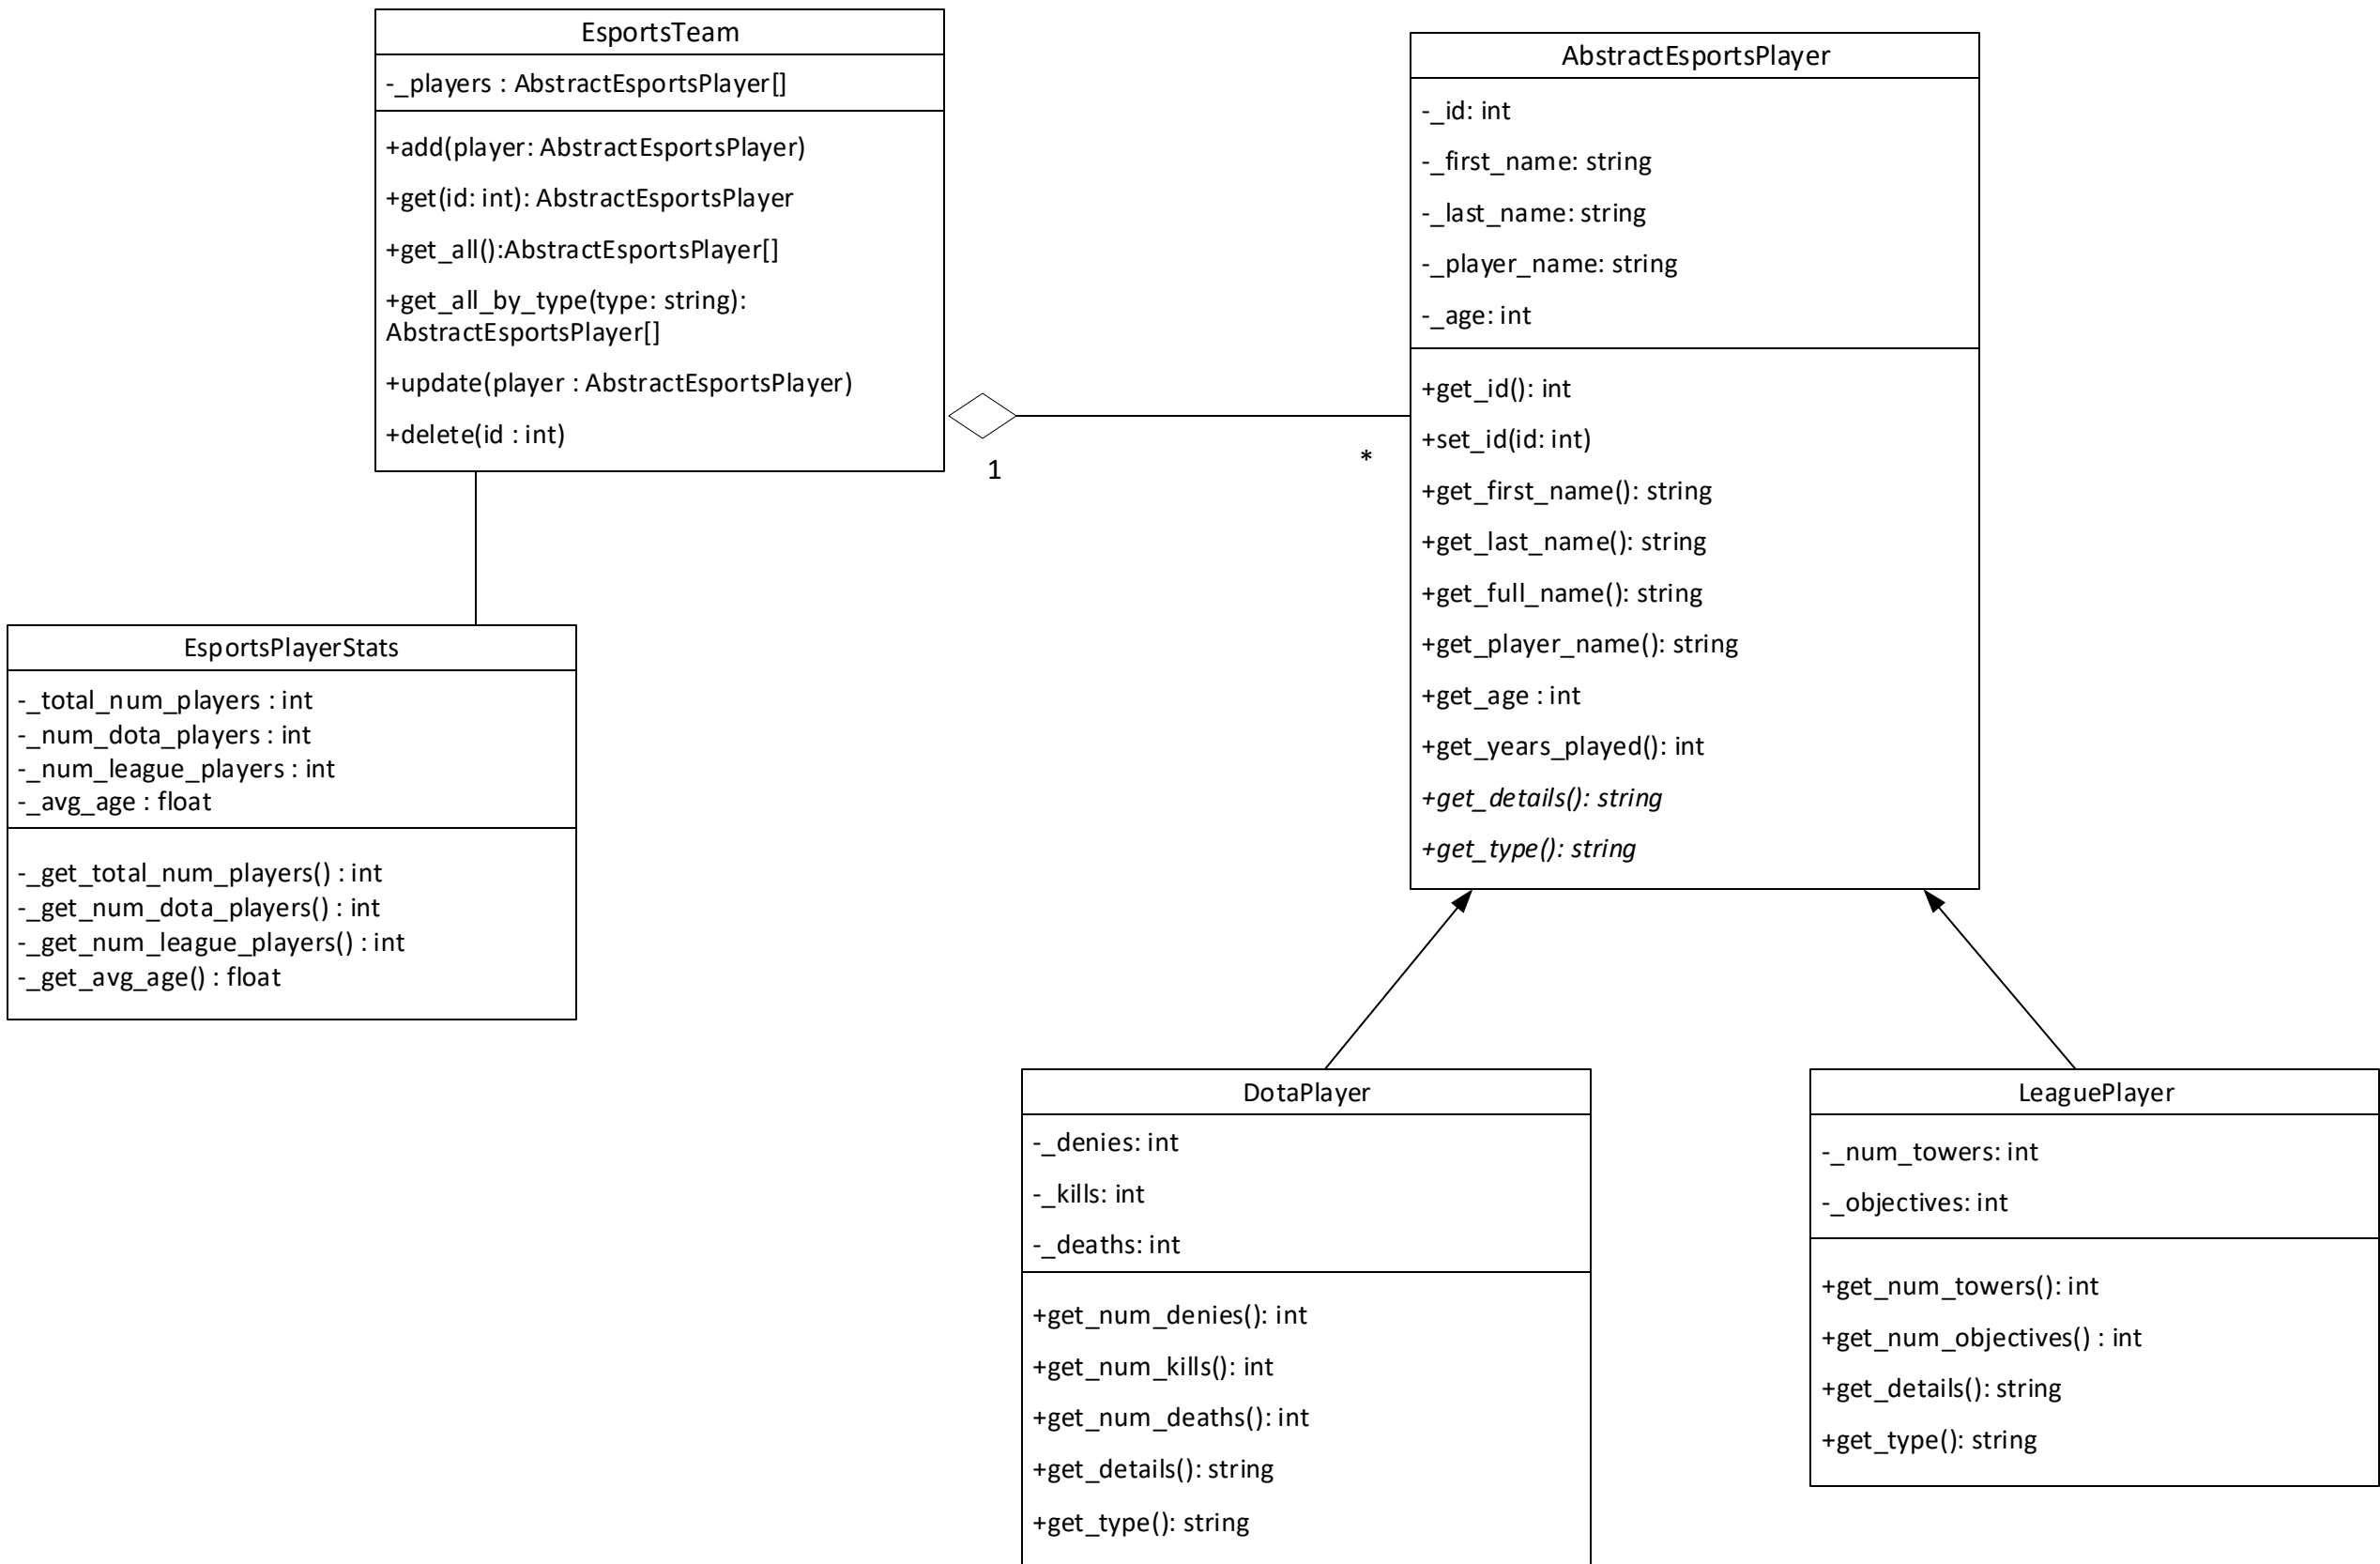 EsportsTeam
-_players : AbstractEsportsPlayer[]
+add(player: AbstractEsportsPlayer)
+get(id: int): AbstractEsportsPlayer
+get_all():AbstractEsportsPlayer[]
+get_all_by_type(type: string):
AbstractEsportsPlayer[]
+update(player : AbstractEsportsPlayer)
+delete(id : int)
1
*
AbstractEsportsPlayer
-_id: int
-_first_name: string
-_last_name: string
-_player_name: string
-_age: int
+get_id(): int
+set_id(id: int)
+get_first_name(): string
+get_last_name(): string
+get_full_name(): string
+get_player_name(): string
+get_age : int
+get_years_played(): int
+get_details(): string
+get_type(): string
EsportsPlayerStats
-_total_num_players : int
-_num_dota_players : int
-_num_league_players : int
-_avg_age : float
-_get_total_num_players() : int
-_get_num_dota_players() : int
-_get_num_league_players() : int
-_get_avg_age() : float
DotaPlayer
-_denies: int
-_kills: int
-_deaths: int
+get_num_denies(): int
+get_num_kills(): int
+get_num_deaths(): int
+get_details(): string
+get_type(): string
LeaguePlayer
-_num_towers: int
-_objectives: int
+get_num_towers(): int
+get_num_objectives() : int
+get_details(): string
+get_type(): string